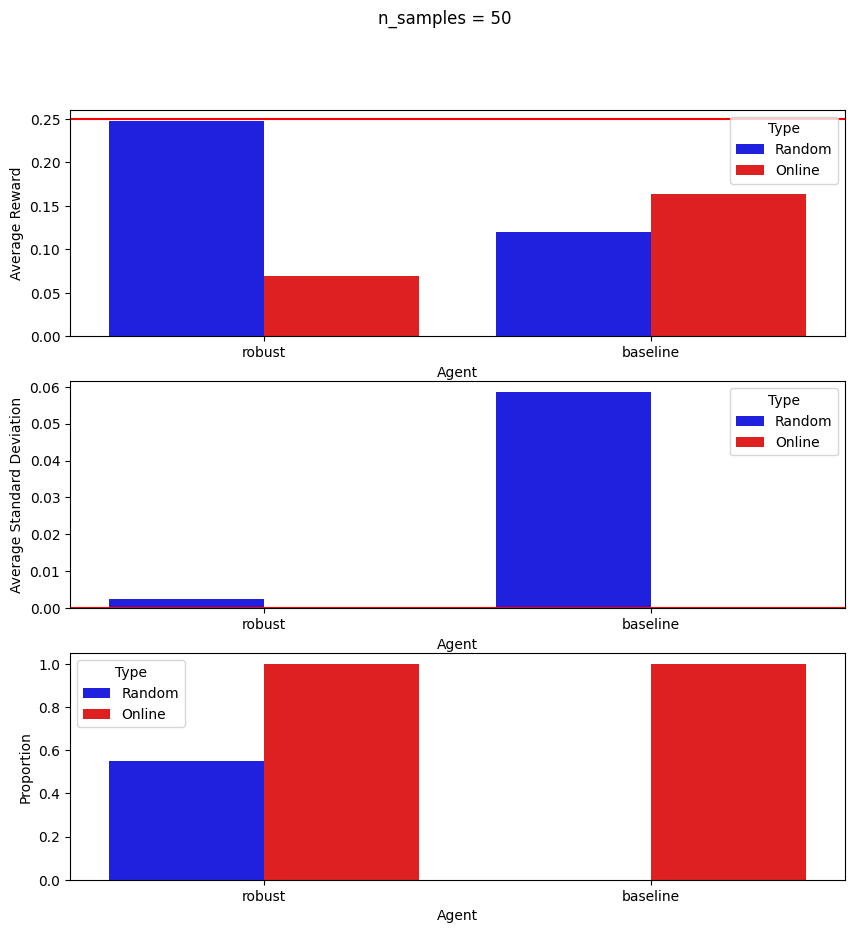 n_samples = 50
0.25
0.20
0.15
0.10
0.05
0.00
Average Reward
Type
Random
Online
robust
baseline
Agent
0.06
0.05
0.04
0.03
0.02
0.01
0.00
Average Standard Deviation
Type
Random
Online
robust
baseline
Agent
1.0
0.8
0.6
0.4
0.2
0.0
Proportion
Type
Random
Online
robust
baseline
Agent